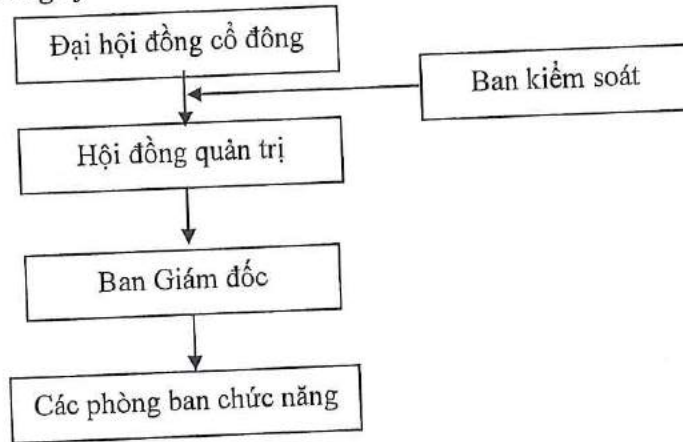 Đại hội đồng cổ đông
Ban kiểm soát
Hội đồng quản trị
Ban Giám đốc
Các phòng ban chức năng